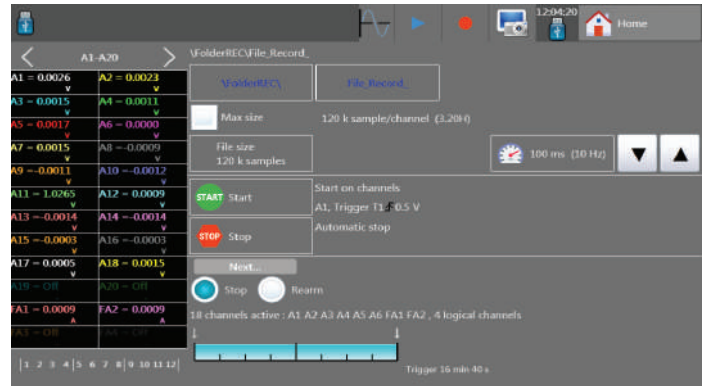 12:04:20
Home
A1-A20
\FolderREC\File_Record_
A1 = 0.0026 V
A2 = 0.0023 V
\FolderREC\
File_Record_
A3 = 0.0015 V
A4 = 0.0011 V
Max size
120 k sample/channel (3.20H)
A5 = 0.0017 V
A6 = 0.0000 V
A7 = 0.0015 V
A8 =-0.0009 V
File size
120 k samples
100 ms (10 Hz)
A9 =-0.0011 V
A10 =-0.0012 V
A11 = 1.0265 V
A12 = 0.0009 V
START Start
Start on channels
A1, Trigger T1 0.5 V
A13 =-0.0014 V
A14 =-0.0014 V
A15 =-0.0003 V
A16 =-0.0003 V
STOP Stop
Automatic stop
A17 = 0.0005 V
A18 = 0.0015 V
Next...
A19 = Off
A20 = Off
Stop
Rearm
FA1 = 0.0009 A
FA2 = 0.0009 A
18 channels active : A1 A2 A3 A4 A5 A6 FA1 FA2 , 4 logical channels
FA3 = Off
FA4 = Off
1 2 3 4 5 6 7 8 9 10 11 12
Trigger 16 min 40 s